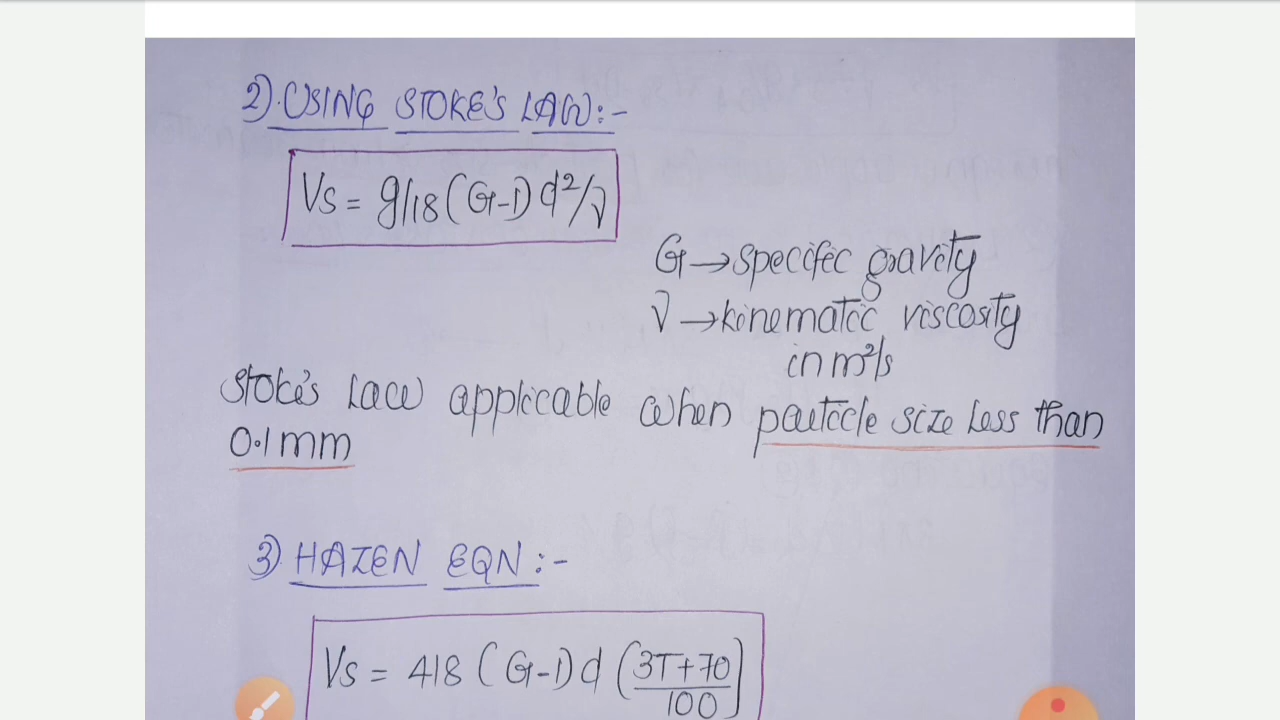 2) USING STOKE'S LAW:-
Vs = g/18 (G-1) d²/ν
G → specific gravity
ν → kinematic viscosity
in m²/s
Stoke's Law applicable when particle size less than
0.1 mm
3) HAZEN EQN:-
Vs = 418 (G-1) d (3T+70/100)